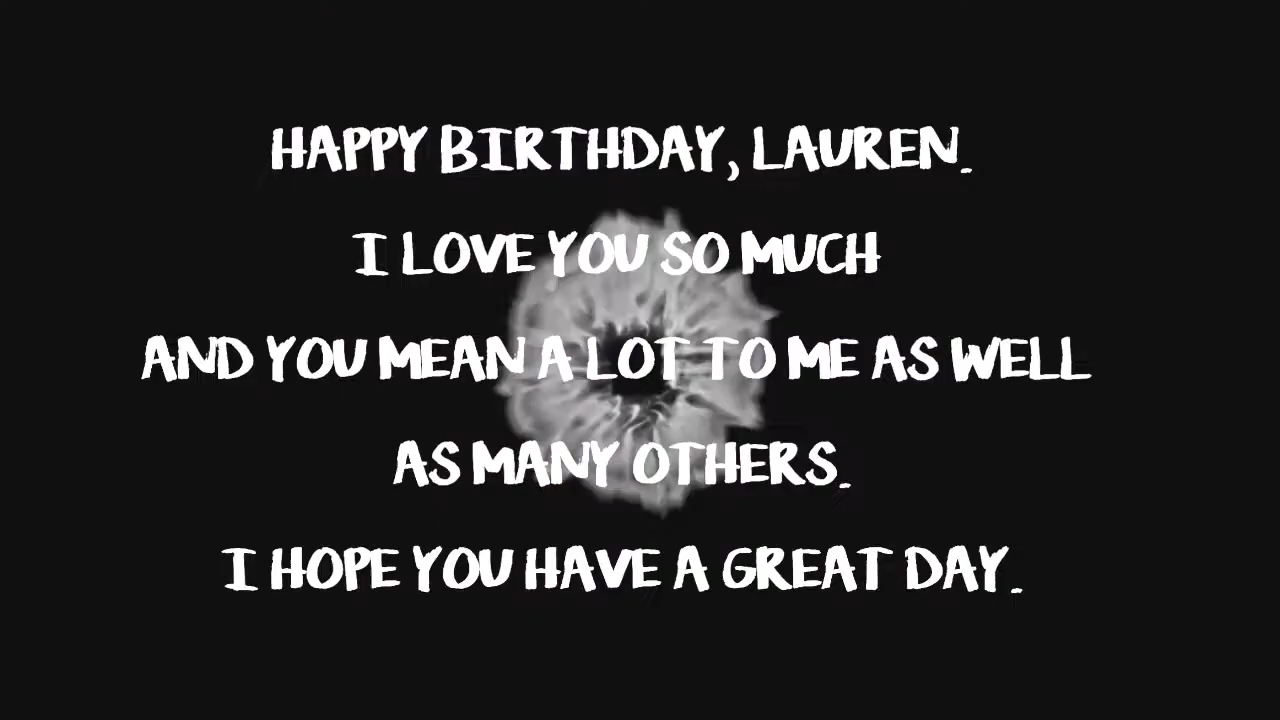 HAPPY BIRTHDAY, LAUREN.
I LOVE YOU SO MUCH
AND YOU MEAN A LOT TO ME AS WELL
AS MANY OTHERS.
I HOPE YOU HAVE A GREAT DAY.